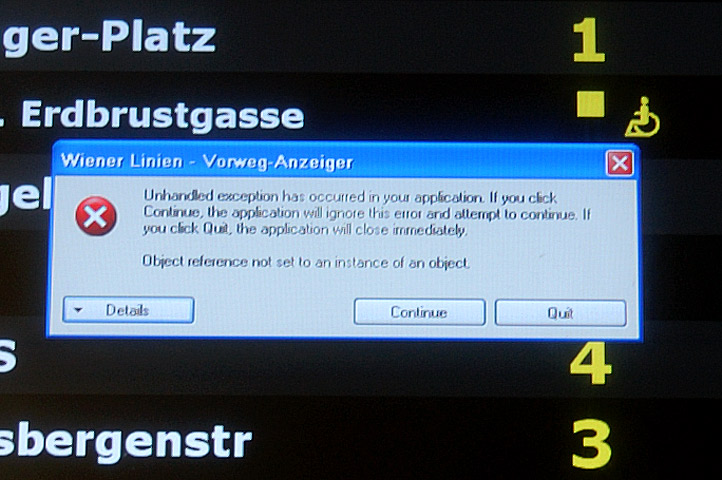 ger-Platz 1
. Erdbrustgasse
gel
Wiener Linien - Vorweg-Anzeiger
Unhandled exception has occurred in your application. If you click
Continue, the application will ignore this error and attempt to continue. If
you click Quit, the application will close immediately.
Object reference not set to an instance of an object.
Details Continue Quit
s 4
sbergenstr 3